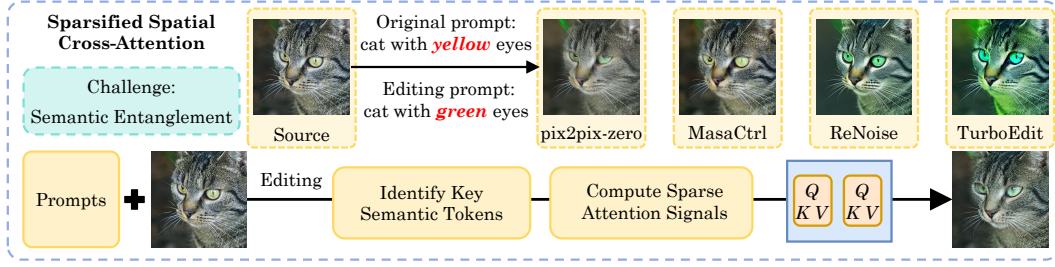 Sparsified Spatial
Cross-Attention
Challenge:
Semantic Entanglement
Source
Original prompt:
cat with yellow eyes
Editing prompt:
cat with green eyes
pix2pix-zero
MasaCtrl
ReNoise
TurboEdit
Prompts
Editing
Identify Key
Semantic Tokens
Compute Sparse
Attention Signals
Q
K V
Q
K V